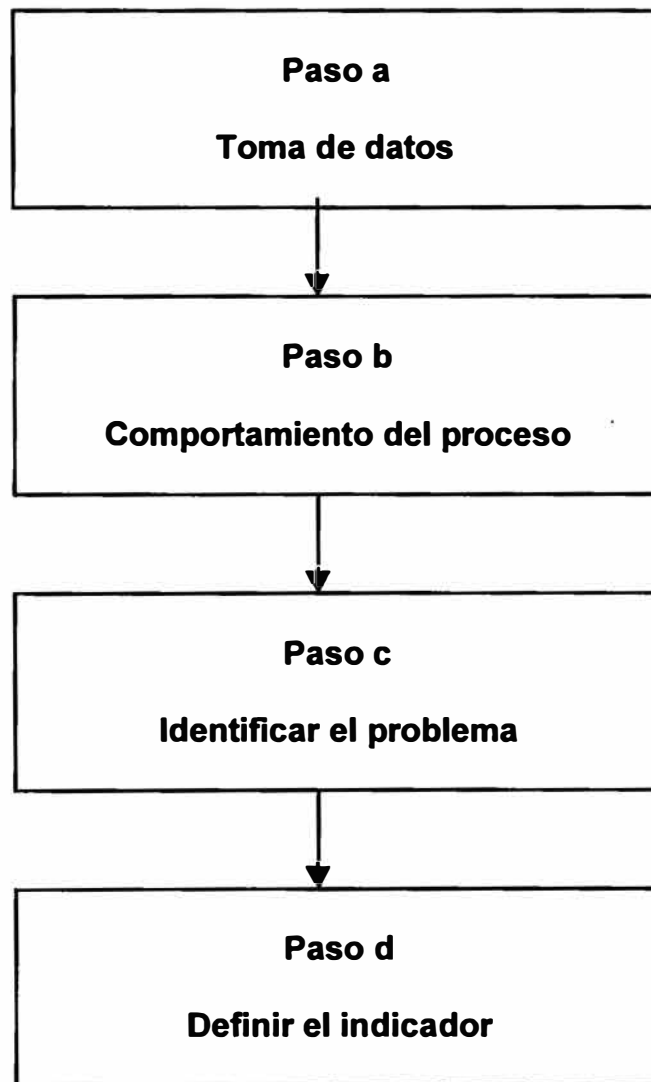 Paso a
Toma de datos
Paso b
Comportamiento del proceso
Paso c
Identificar el problema
Paso d
Definir el indicador